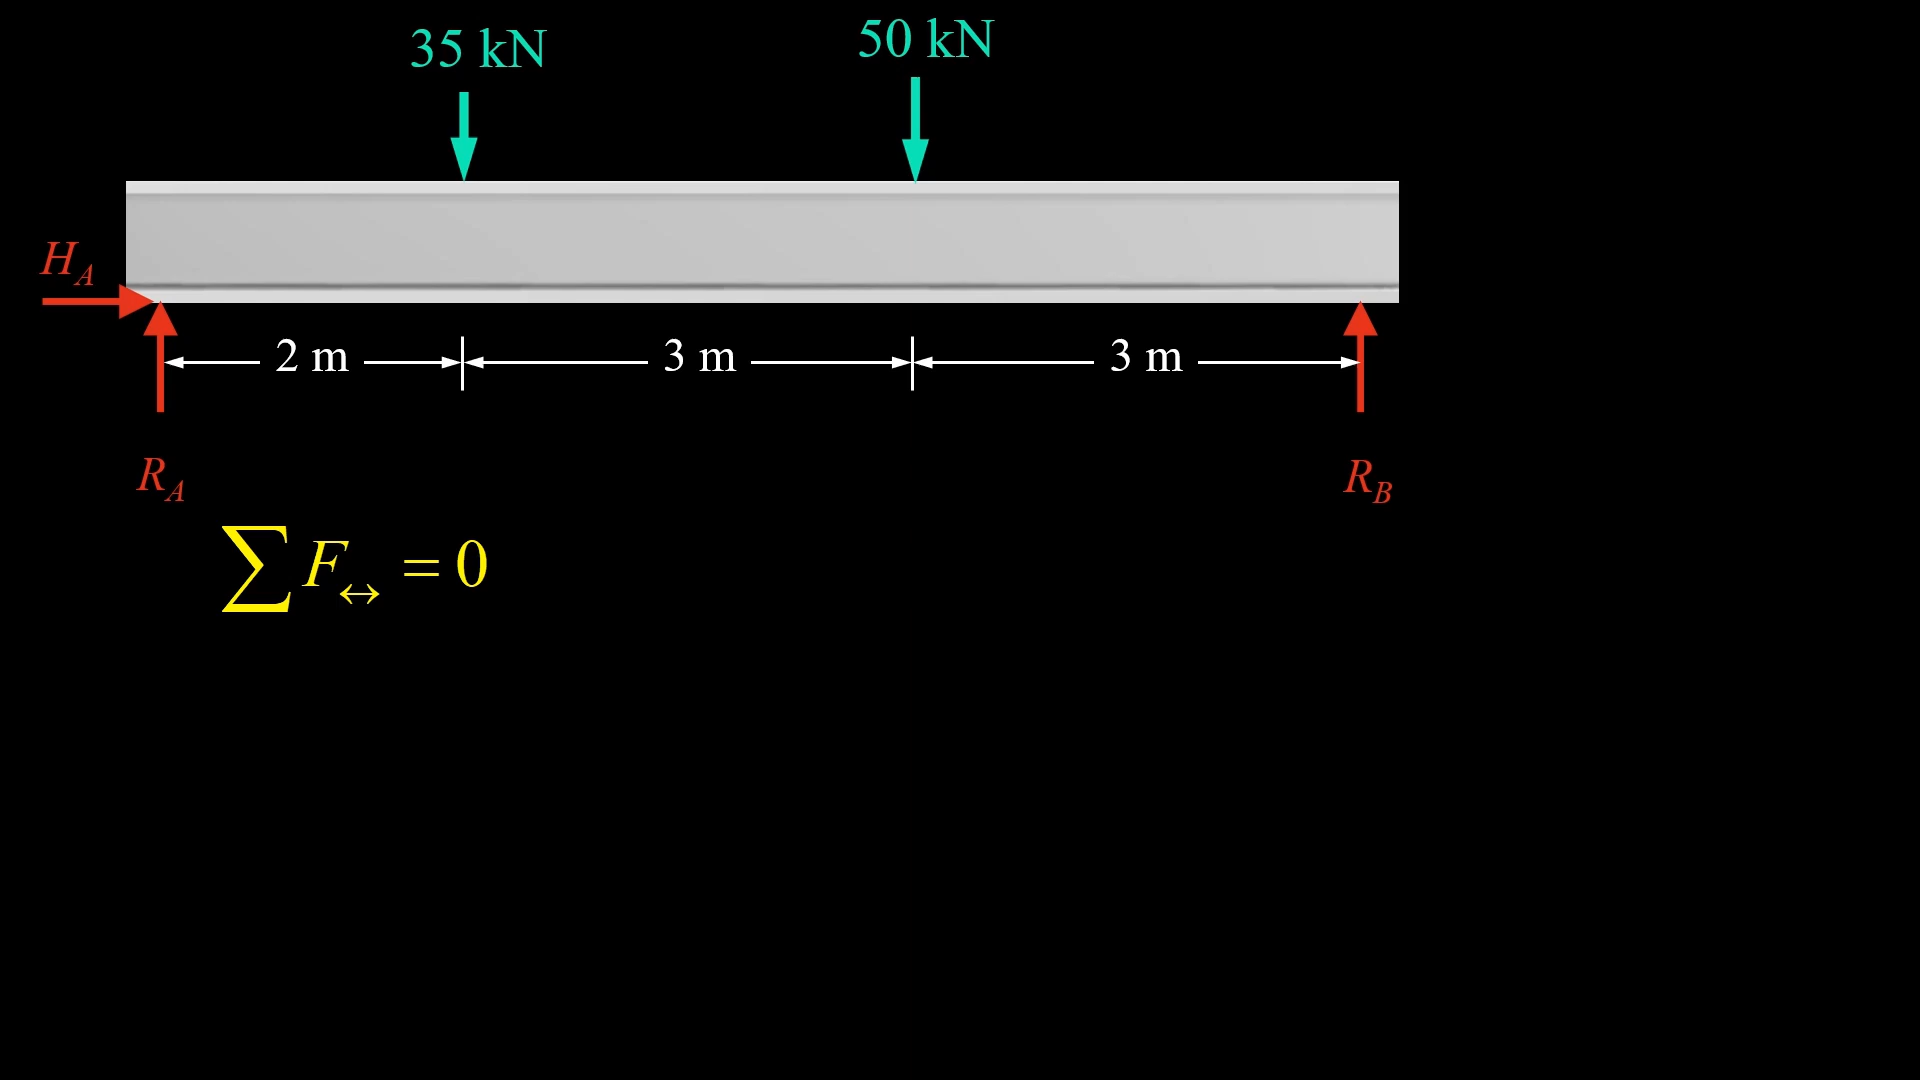 35 kN
50 kN
H_A
2 m
3 m
3 m
R_A
R_B
∑F_↔ = 0